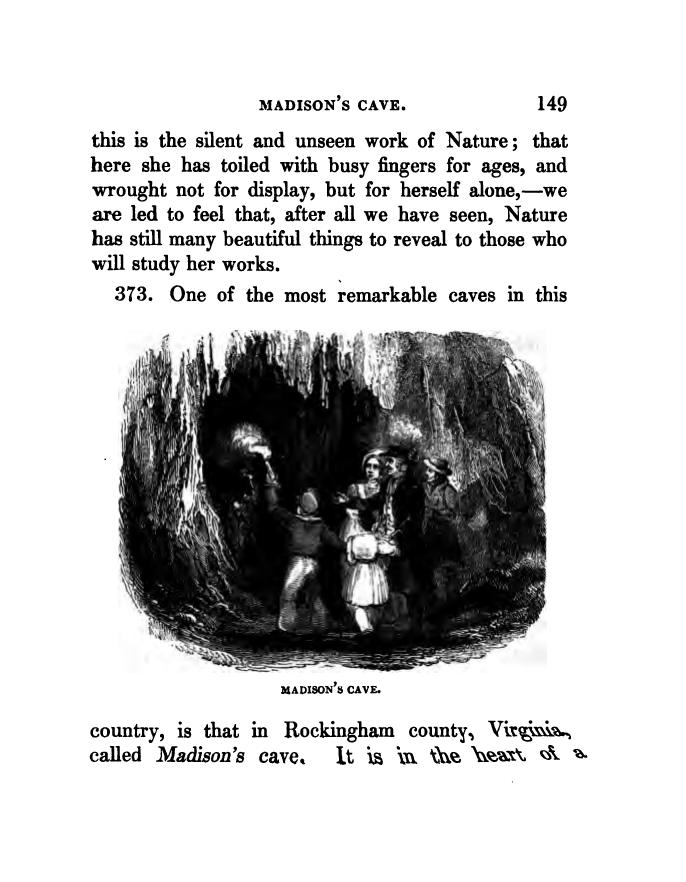 MADISON'S CAVE. 149
this is the silent and unseen work of Nature; that
here she has toiled with busy fingers for ages, and
wrought not for display, but for herself alone,—we
are led to feel that, after all we have seen, Nature
has still many beautiful things to reveal to those who
will study her works.
373. One of the most remarkable caves in this
MADISON'S CAVE.
country, is that in Rockingham county, Virginia,
called Madison's cave. It is in the heart of a